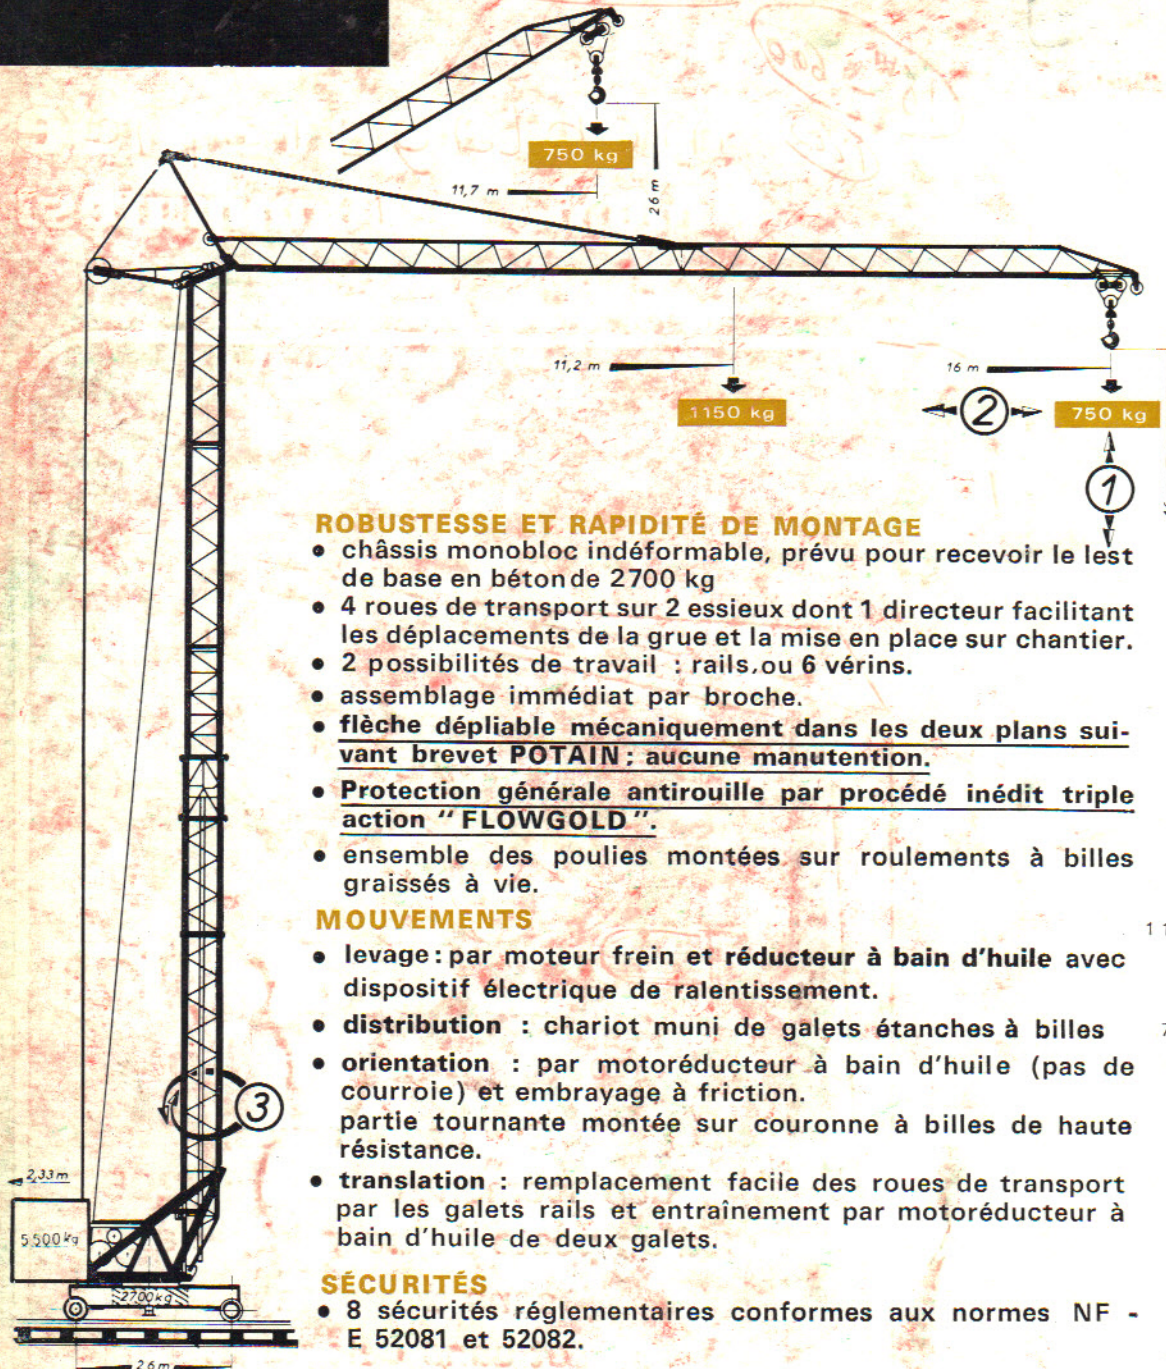 750 kg
11,7 m
26 m
11,2 m
16 m
1150 kg
2
750 kg
1
ROBUSTESSE ET RAPIDITÉ DE MONTAGE
• châssis monobloc indéformable, prévu pour recevoir le lest
de base en béton de 2700 kg
• 4 roues de transport sur 2 essieux dont 1 directeur facilitant
les déplacements de la grue et la mise en place sur chantier.
• 2 possibilités de travail : rails, ou 6 vérins.
• assemblage immédiat par broche.
• flèche dépliable mécaniquement dans les deux plans sui-
vant brevet POTAIN ; aucune manutention.
• Protection générale antirouille par procédé inédit triple
action "FLOWGOLD".
• ensemble des poulies montées sur roulements à billes
graissés à vie.
MOUVEMENTS
• levage : par moteur frein et réducteur à bain d'huile avec
dispositif électrique de ralentissement.
• distribution : chariot muni de galets étanches à billes
• orientation : par motoréducteur à bain d'huile (pas de
courroie) et embrayage à friction.
partie tournante montée sur couronne à billes de haute
résistance.
• translation : remplacement facile des roues de transport
par les galets rails et entraînement par motoréducteur à
bain d'huile de deux galets.
SÉCURITÉS
• 8 sécurités réglementaires conformes aux normes NF -
E 52081 et 52082.
3
2,33 m
5,500 kg
2700 kg
2,6 m